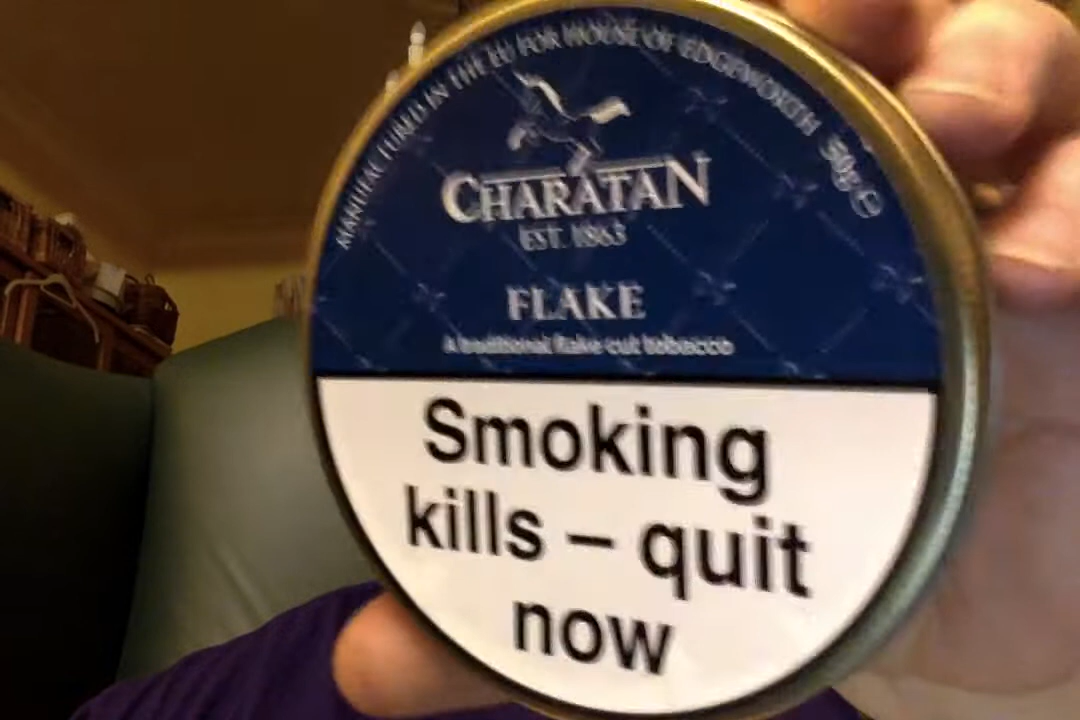 MANUFACTURED IN THE EU FOR HOUSE OF EDGEWORTH 50g e
CHARATAN
EST. 1863
FLAKE
A traditional flake cut tobacco
Smoking
kills – quit
now